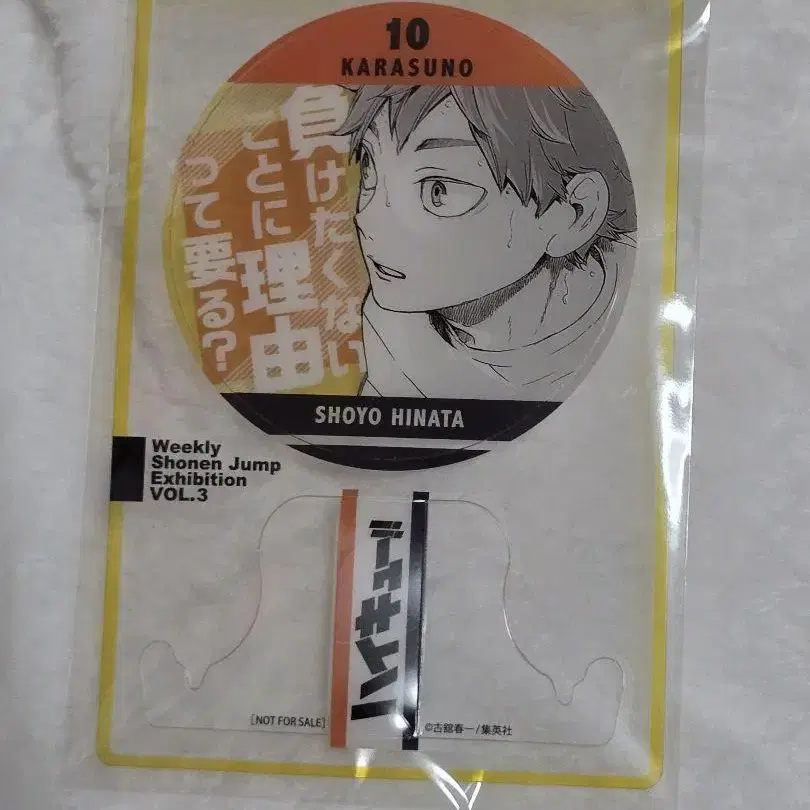 10
KARASUNO
負けたくない
ことに理由
って要る?
SHOYO HINATA
Weekly
Shonen Jump
Exhibition
VOL.3
ハイキュー!!
[NOT FOR SALE]
©古舘春一/集英社